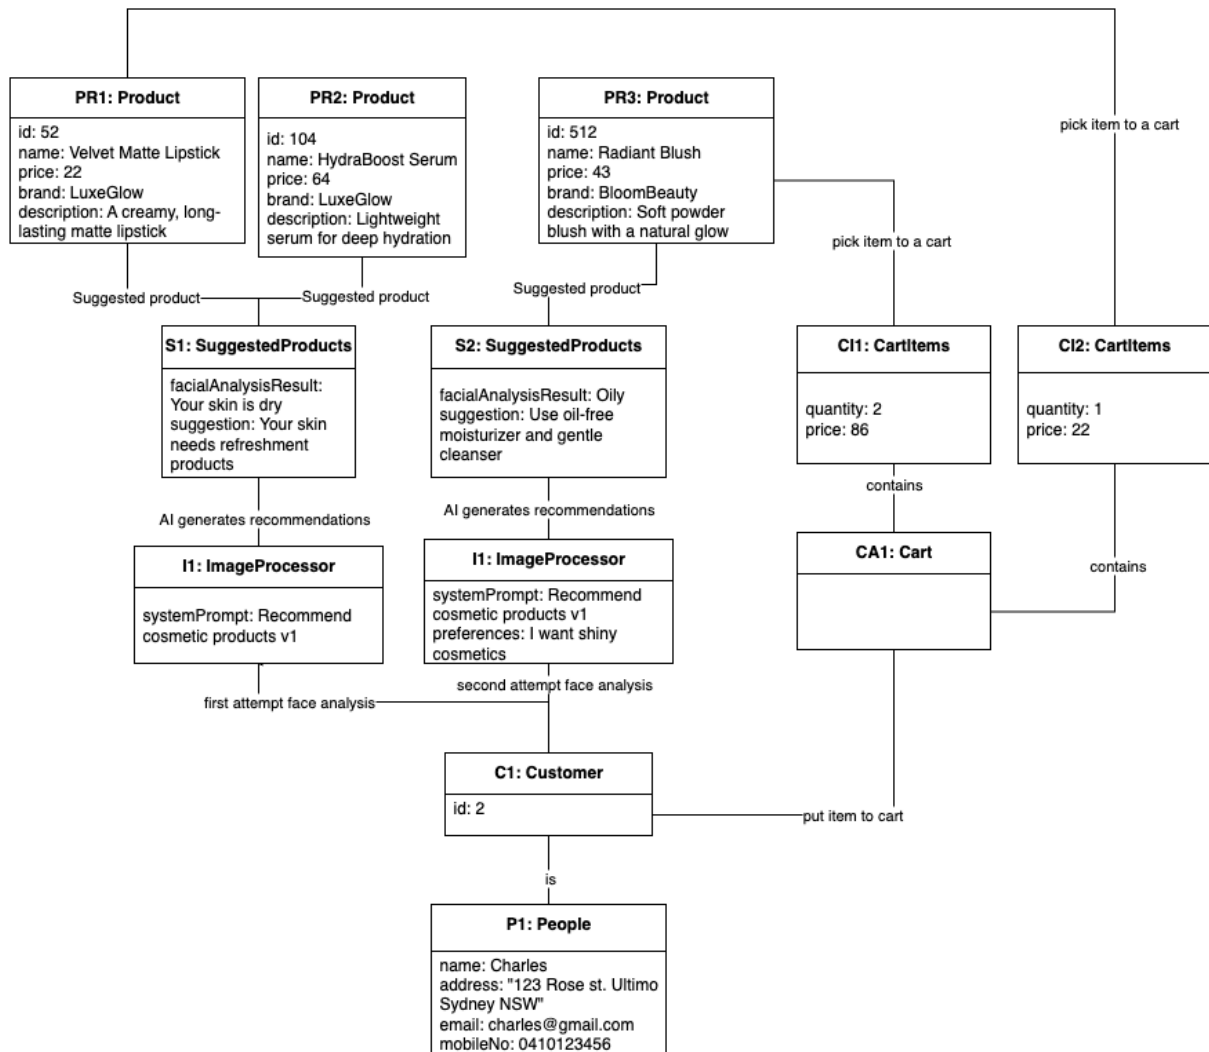 PR1: Product
id: 52
name: Velvet Matte Lipstick
price: 22
brand: LuxeGlow
description: A creamy, long-
lasting matte lipstick
PR2: Product
id: 104
name: HydraBoost Serum
price: 64
brand: LuxeGlow
description: Lightweight
serum for deep hydration
PR3: Product
id: 512
name: Radiant Blush
price: 43
brand: BloomBeauty
description: Soft powder
blush with a natural glow
pick item to a cart
pick item to a cart
Suggested product
Suggested product
Suggested product
S1: SuggestedProducts
facialAnalysisResult:
Your skin is dry
suggestion: Your skin
needs refreshment
products
S2: SuggestedProducts
facialAnalysisResult: Oily
suggestion: Use oil-free
moisturizer and gentle
cleanser
CI1: CartItems
quantity: 2
price: 86
CI2: CartItems
quantity: 1
price: 22
contains
AI generates recommendations
AI generates recommendations
I1: ImageProcessor
systemPrompt: Recommend
cosmetic products v1
I1: ImageProcessor
systemPrompt: Recommend
cosmetic products v1
preferences: I want shiny
cosmetics
CA1: Cart
contains
first attempt face analysis
second attempt face analysis
C1: Customer
id: 2
put item to cart
is
P1: People
name: Charles
address: "123 Rose st. Ultimo
Sydney NSW"
email: charles@gmail.com
mobileNo: 0410123456